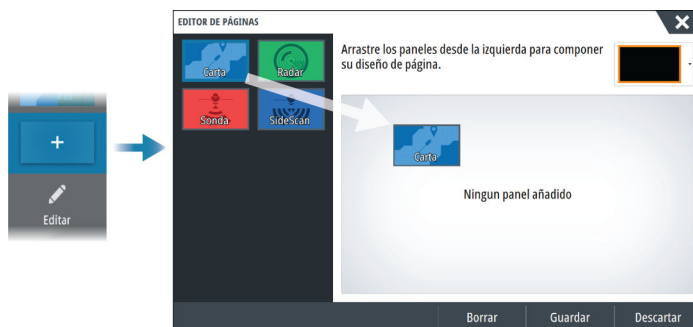 EDITOR DE PÁGINAS
Carta
Radar
Sonda
SideScan
Arrastre los paneles desde la izquierda para componer
su diseño de página.
Carta
Ningun panel añadido
+
Editar
Borrar
Guardar
Descartar